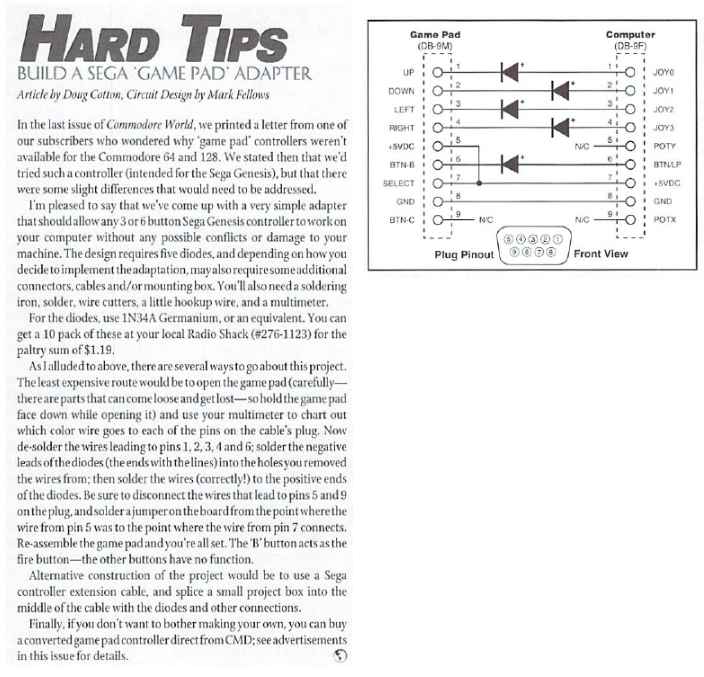 HARD TIPS
BUILD A SEGA 'GAME PAD' ADAPTER
Article by Doug Cotton, Circuit Design by Mark Fellows
In the last issue of Commodore World, we printed a letter from one of
our subscribers who wondered why 'game pad' controllers weren't
available for the Commodore 64 and 128. We stated then that we'd
tried such a controller (intended for the Sega Genesis), but that there
were some slight differences that would need to be addressed.
I'm pleased to say that we've come up with a very simple adapter
that should allow any 3 or 6 button Sega Genesis controller to work on
your computer without any possible conflicts or damage to your
machine. The design requires five diodes, and depending on how you
decide to implement the adaptation, may also require some additional
connectors, cables and/or mounting box. You'll also need a soldering
iron, solder, wire cutters, a little hookup wire, and a multimeter.
For the diodes, use 1N34A Germanium, or an equivalent. You can
get a 10 pack of these at your local Radio Shack (#276-1123) for the
paltry sum of $1.19.
As I alluded to above, there are several ways to go about this project.
The least expensive route would be to open the game pad (carefully—
there are parts that can come loose and get lost—so hold the game pad
face down while opening it) and use your multimeter to chart out
which color wire goes to each of the pins on the cable's plug. Now
de-solder the wires leading to pins 1, 2, 3, 4 and 6; solder the negative
leads of the diodes (the ends with the lines) into the holes you removed
the wires from; then solder the wires (correctly!) to the positive ends
of the diodes. Be sure to disconnect the wires that lead to pins 5 and 9
on the plug, and solder a jumper on the board from the point where the
wire from pin 5 was to the point where the wire from pin 7 connects.
Re-assemble the game pad and you're all set. The 'B' button acts as the
fire button—the other buttons have no function.
Alternative construction of the project would be to use a Sega
controller extension cable, and splice a small project box into the
middle of the cable with the diodes and other connections.
Finally, if you don't want to bother making your own, you can buy
a converted game pad controller direct from CMD; see advertisements
in this issue for details.
Game Pad Computer
(DB-9M) (DB-9F)
UP 1 * 1 JOY0
DOWN 2 * 2 JOY1
LEFT 3 * 3 JOY2
RIGHT 4 * 4 JOY3
+5VDC 5 N/C 5 POTY
BTN-B 6 * 6 BTN/LP
SELECT 7 7 +5VDC
GND 8 8 GND
BTN-C 9 N/C N/C 9 POTX
5 4 3 2 1
9 8 7 6
Plug Pinout Front View